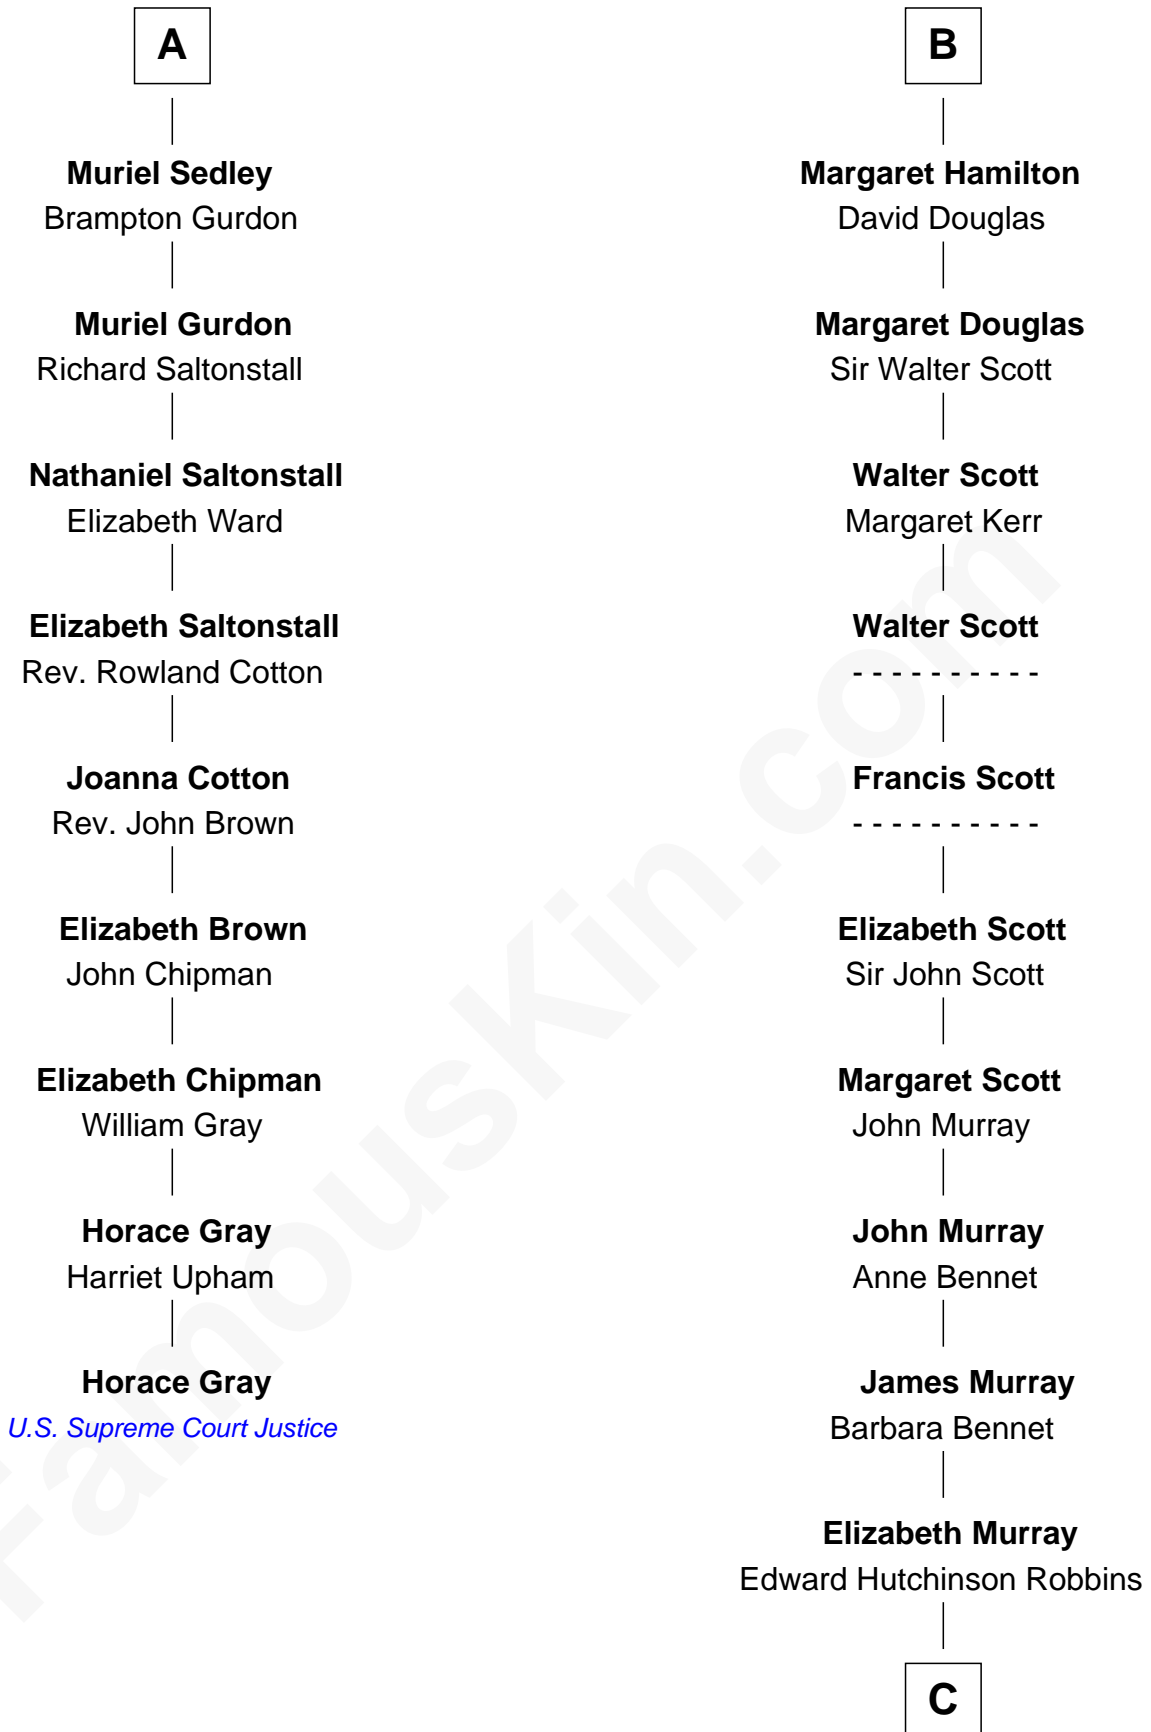 A
Muriel Sedley
Brampton Gurdon
Muriel Gurdon
Richard Saltonstall
Nathaniel Saltonstall
Elizabeth Ward
Elizabeth Saltonstall
Rev. Rowland Cotton
Joanna Cotton
Rev. John Brown
Elizabeth Brown
John Chipman
Elizabeth Chipman
William Gray
Horace Gray
Harriet Upham
Horace Gray
U.S. Supreme Court Justice
B
Margaret Hamilton
David Douglas
Margaret Douglas
Sir Walter Scott
Walter Scott
Margaret Kerr
Walter Scott
- - - - - - - - - -
Francis Scott
- - - - - - - - - -
Elizabeth Scott
Sir John Scott
Margaret Scott
John Murray
John Murray
Anne Bennet
James Murray
Barbara Bennet
Elizabeth Murray
Edward Hutchinson Robbins
C
FamousKin.com